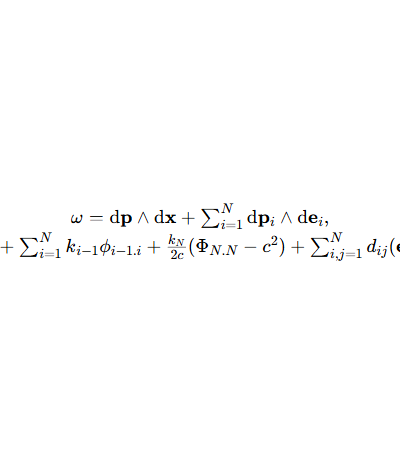 ω = dp ∧ dx + ∑_{i=1}^{N} dp_i ∧ de_i,
+ ∑_{i=1}^{N} k_{i−1}ϕ_{i−1.i} + \frac{k_N}{2c}(Φ_{N.N} − c^2) + ∑_{i,j=1}^{N} d_{ij}(e